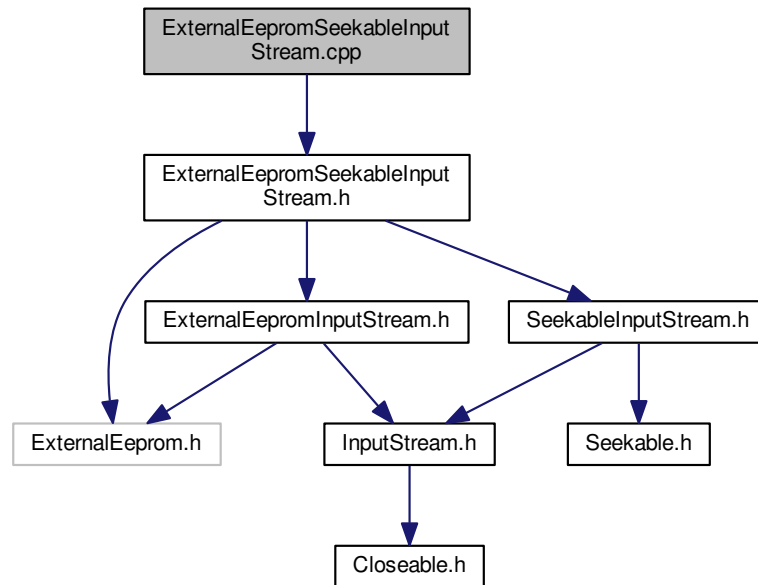 ExternalEepromSeekableInput
Stream.cpp
ExternalEepromSeekableInput
Stream.h
ExternalEepromInputStream.h
SeekableInputStream.h
ExternalEeprom.h
InputStream.h
Seekable.h
Closeable.h